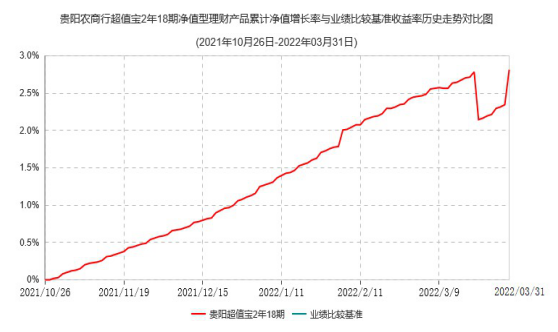 贵阳农商行超值宝2年18期净值型理财产品累计净值增长率与业绩比较基准收益率历史走势对比图
(2021年10月26日-2022年03月31日)
3.0%
2.5%
2.0%
1.5%
1.0%
0.5%
0%
2021/10/26 2021/11/19 2021/12/15 2022/1/11 2022/2/11 2022/3/9 2022/03/31
贵阳超值宝2年18期 业绩比较基准